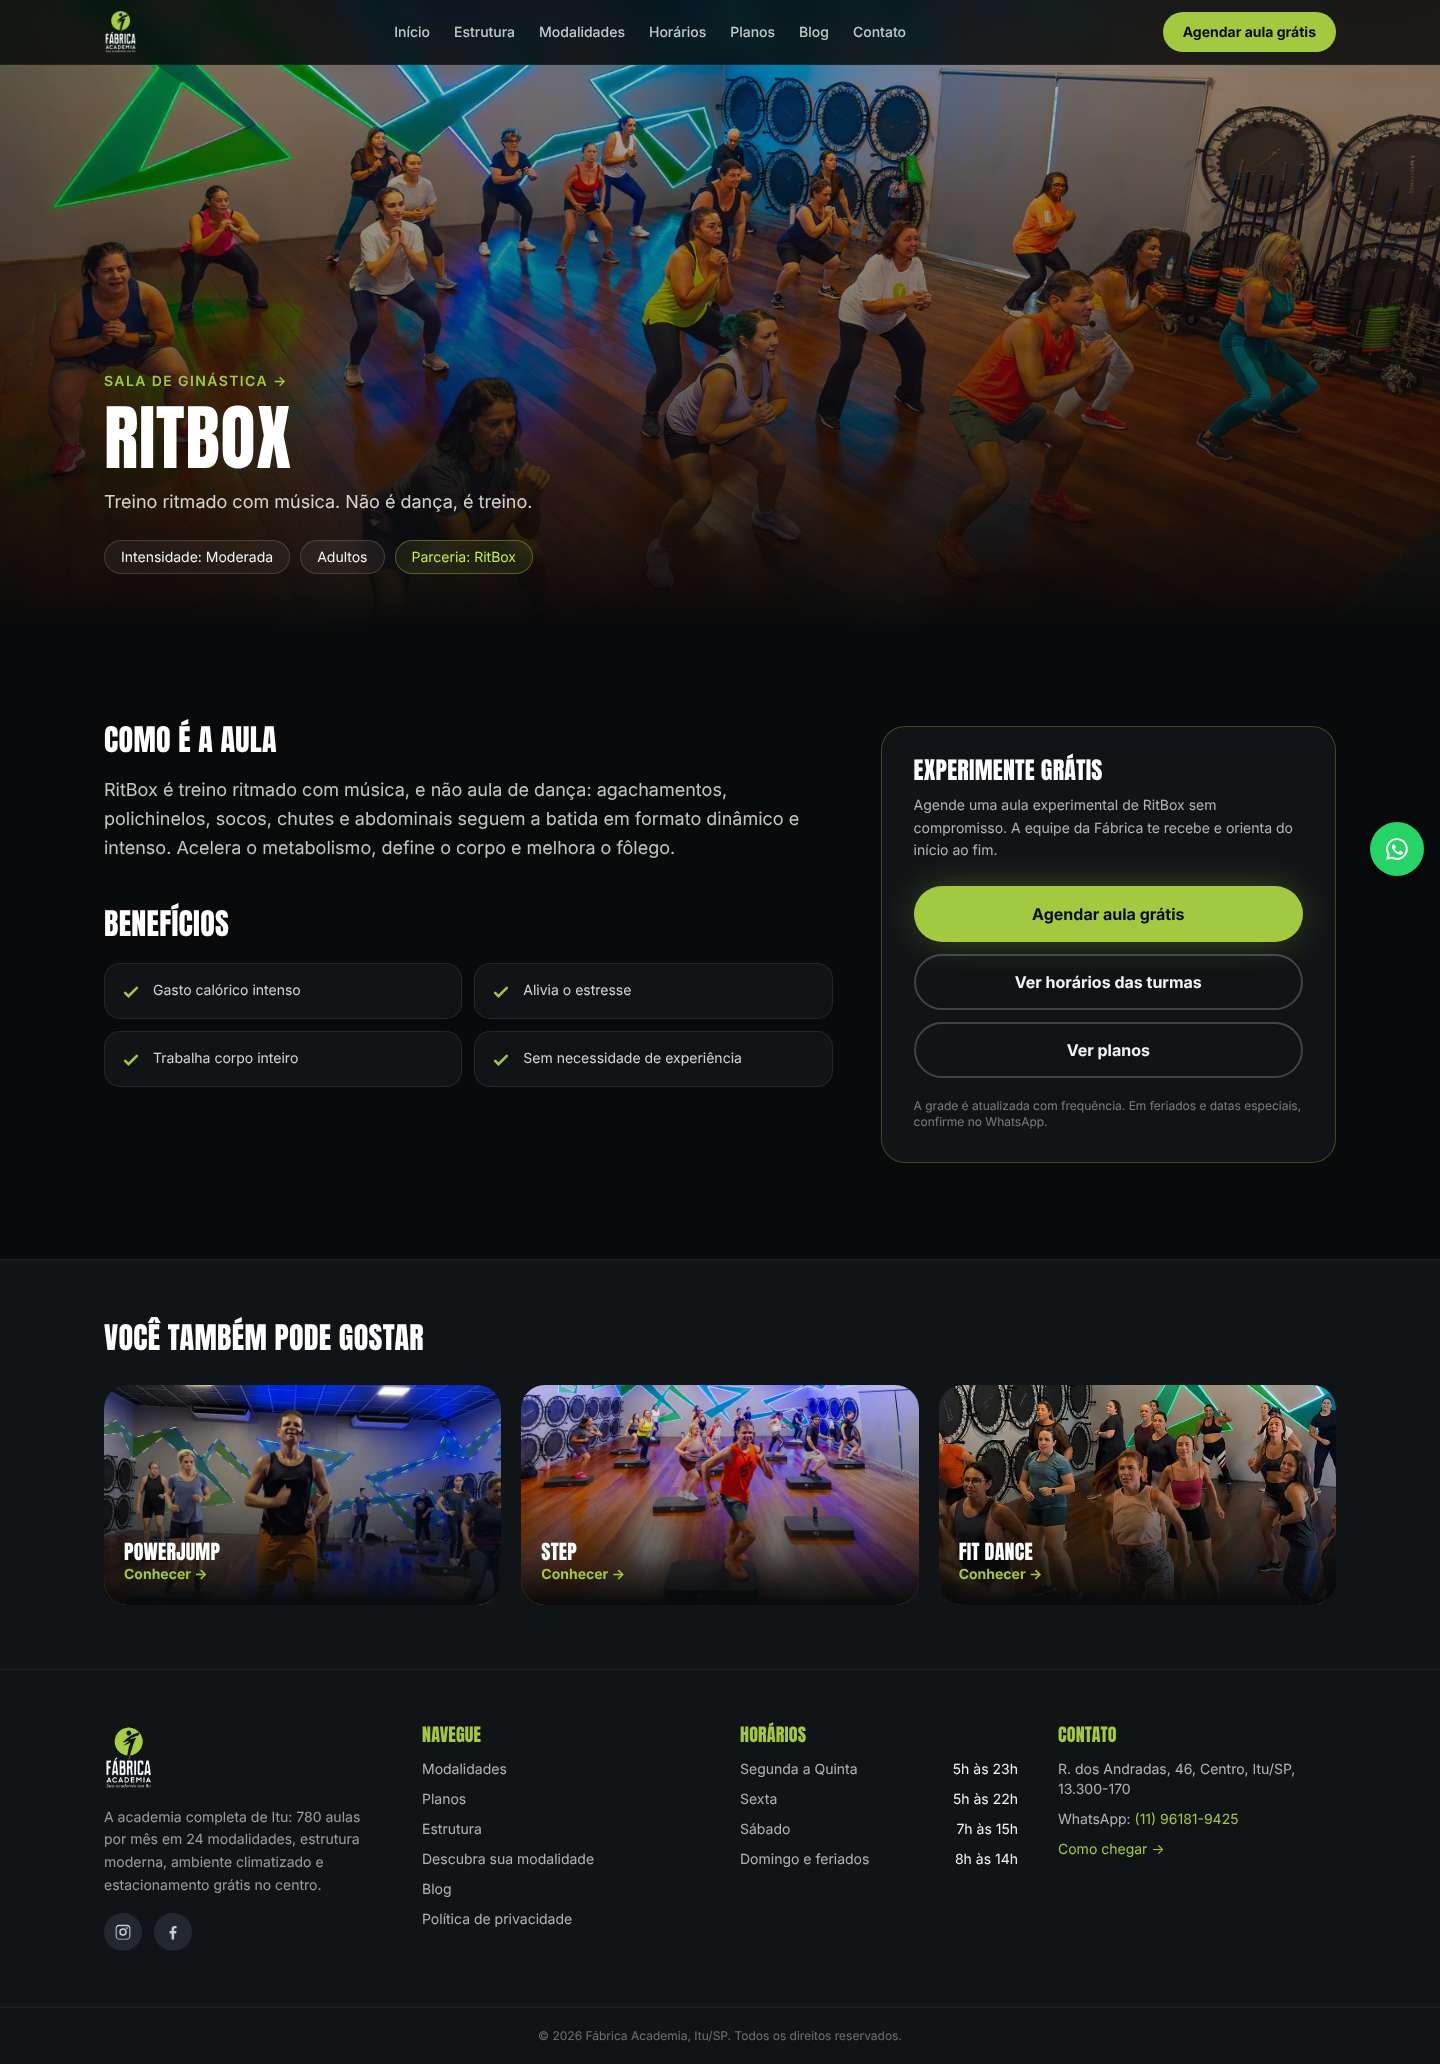 FÁBRICA
ACADEMIA
Início
Estrutura
Modalidades
Horários
Planos
Blog
Contato
Agendar aula grátis
SALA DE GINÁSTICA →
RITBOX
Treino ritmado com música. Não é dança, é treino.
Intensidade: Moderada
Adultos
Parceria: RitBox
COMO É A AULA
RitBox é treino ritmado com música, e não aula de dança: agachamentos,
polichinelos, socos, chutes e abdominais seguem a batida em formato dinâmico e
intenso. Acelera o metabolismo, define o corpo e melhora o fôlego.
BENEFÍCIOS
Gasto calórico intenso
Alivia o estresse
Trabalha corpo inteiro
Sem necessidade de experiência
EXPERIMENTE GRÁTIS
Agende uma aula experimental de RitBox sem
compromisso. A equipe da Fábrica te recebe e orienta do
início ao fim.
Agendar aula grátis
Ver horários das turmas
Ver planos
A grade é atualizada com frequência. Em feriados e datas especiais,
confirme no WhatsApp.
VOCÊ TAMBÉM PODE GOSTAR
POWERJUMP
Conhecer →
STEP
Conhecer →
FIT DANCE
Conhecer →
FÁBRICA
ACADEMIA
A academia completa de Itu: 780 aulas
por mês em 24 modalidades, estrutura
moderna, ambiente climatizado e
estacionamento grátis no centro.
NAVEGUE
Modalidades
Planos
Estrutura
Descubra sua modalidade
Blog
Política de privacidade
HORÁRIOS
Segunda a Quinta 5h às 23h
Sexta 5h às 22h
Sábado 7h às 15h
Domingo e feriados 8h às 14h
CONTATO
R. dos Andradas, 46, Centro, Itu/SP,
13.300-170
WhatsApp: (11) 96181-9425
Como chegar →
© 2026 Fábrica Academia, Itu/SP. Todos os direitos reservados.